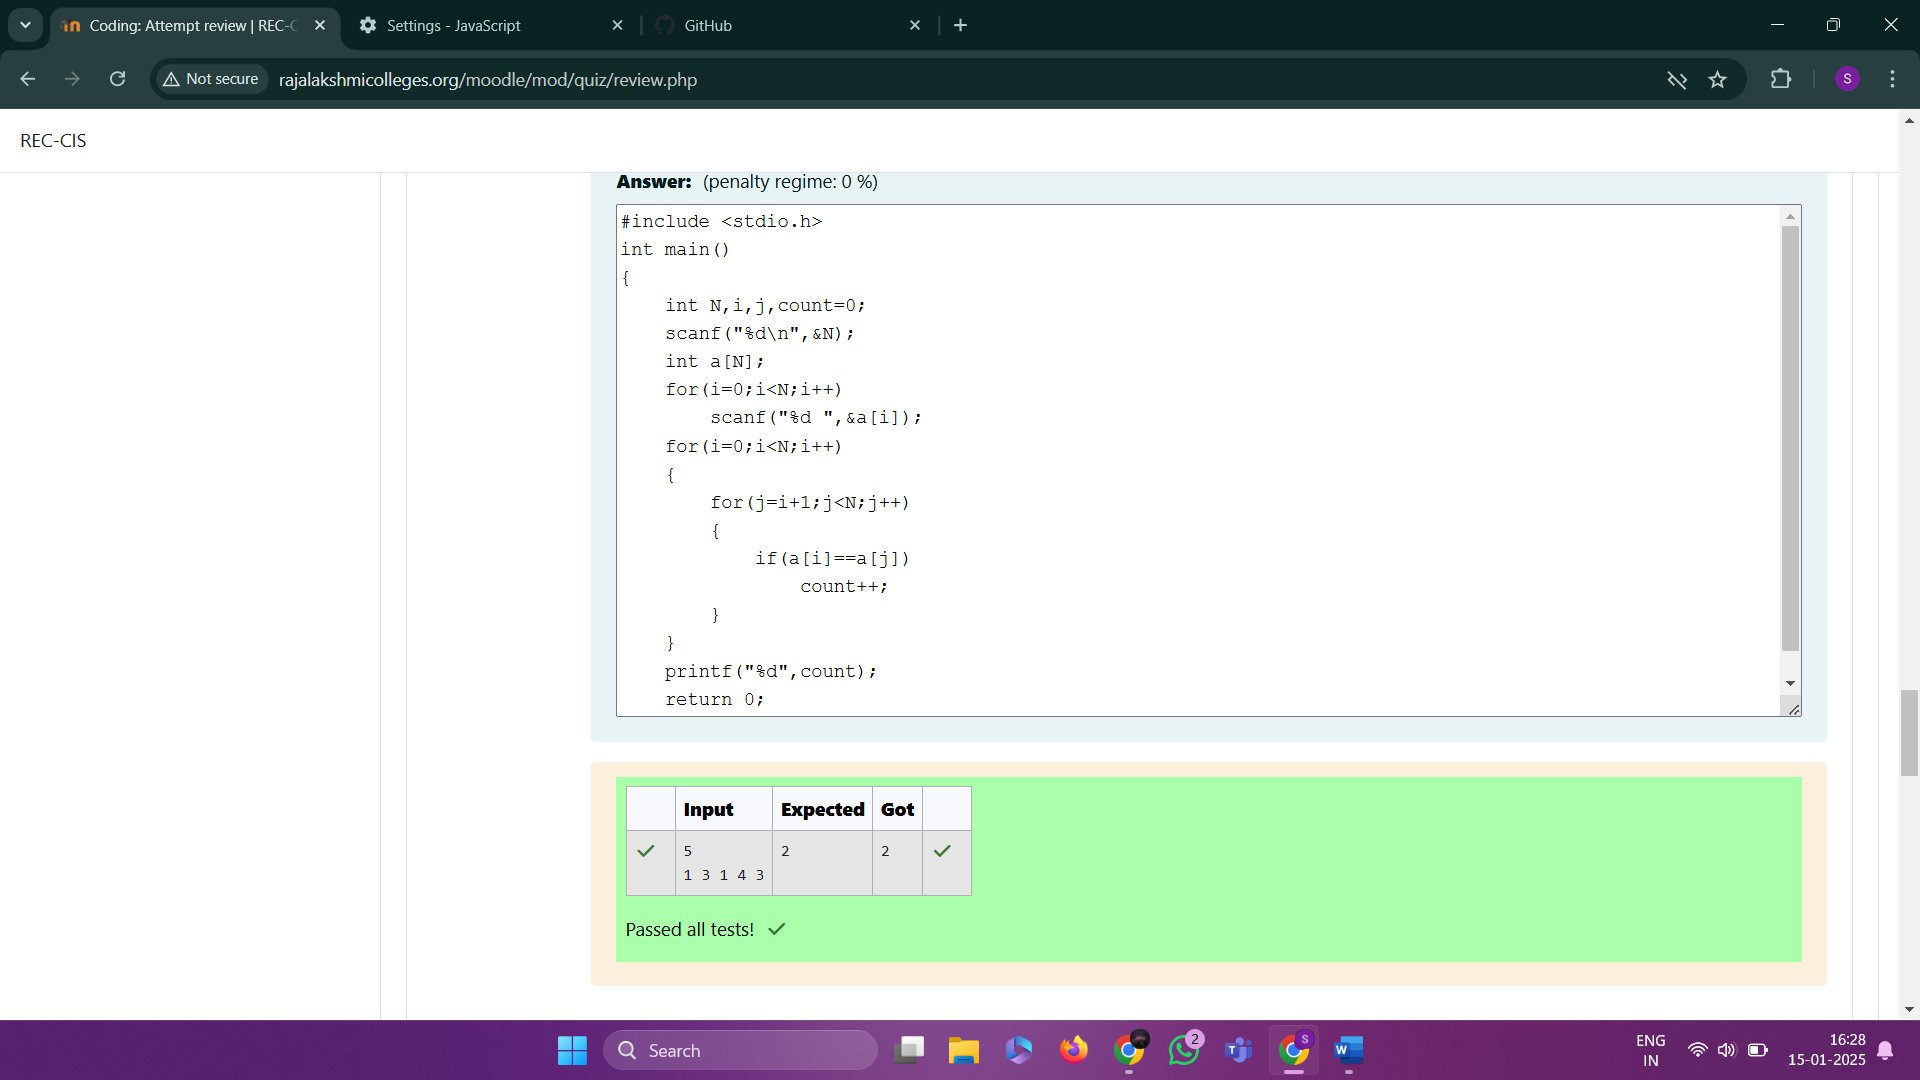 Coding: Attempt review | REC-C
Settings - JavaScript
GitHub
Not secure
rajalakshmicolleges.org/moodle/mod/quiz/review.php
S
REC-CIS
Answer: (penalty regime: 0 %)
#include <stdio.h>
int main()
{
    int N,i,j,count=0;
    scanf("%d\n",&N);
    int a[N];
    for(i=0;i<N;i++)
        scanf("%d ",&a[i]);
    for(i=0;i<N;i++)
    {
        for(j=i+1;j<N;j++)
        {
            if(a[i]==a[j])
                count++;
        }
    }
    printf("%d",count);
    return 0;
Input Expected Got
5 2 2
1 3 1 4 3
Passed all tests!
Search
2
T
S
W
ENG
IN
16:28
15-01-2025